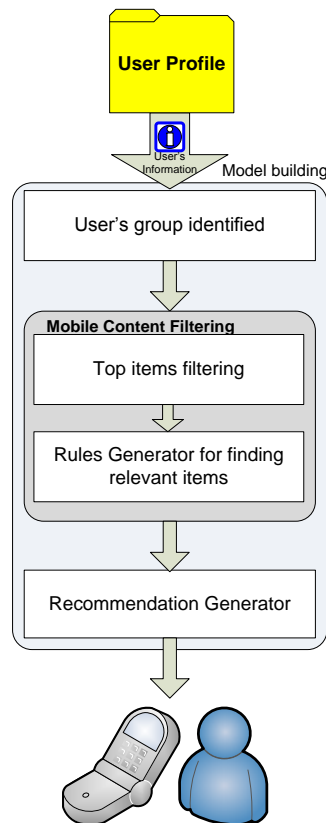 User Profile
User's
Information
Model building
User's group identified
Mobile Content Filtering
Top items filtering
Rules Generator for finding
relevant items
Recommendation Generator